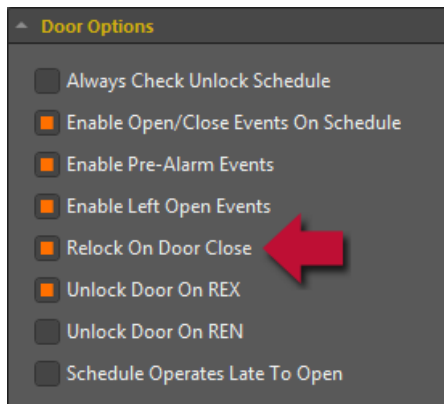 Door Options
Always Check Unlock Schedule
Enable Open/Close Events On Schedule
Enable Pre-Alarm Events
Enable Left Open Events
Relock On Door Close
Unlock Door On REX
Unlock Door On REN
Schedule Operates Late To Open